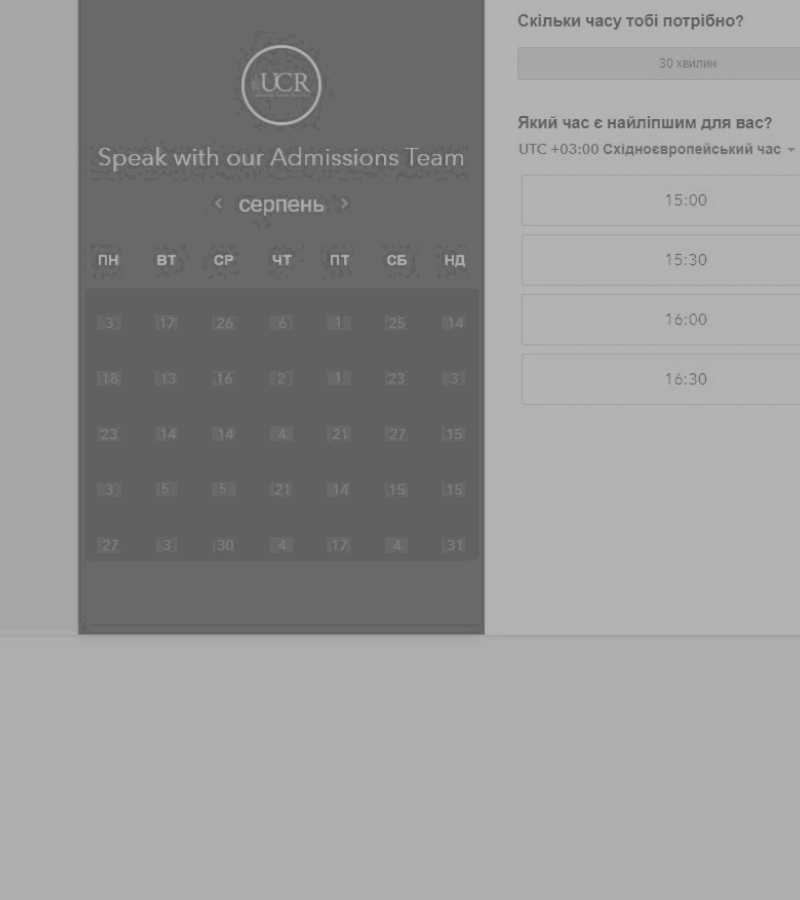 UCR
Speak with our Admissions Team
серпень
ПН ВТ СР ЧТ ПТ СБ НД
3 17 26 6 1 25 14
18 13 16 2 1 23 3
23 14 14 4 21 27 15
3 5 5 21 14 15 15
27 3 30 4 17 4 31
Скільки часу тобі потрібно?
30 хвилин
Який час є найліпшим для вас?
UTC +03:00 Східноєвропейський час
15:00
15:30
16:00
16:30